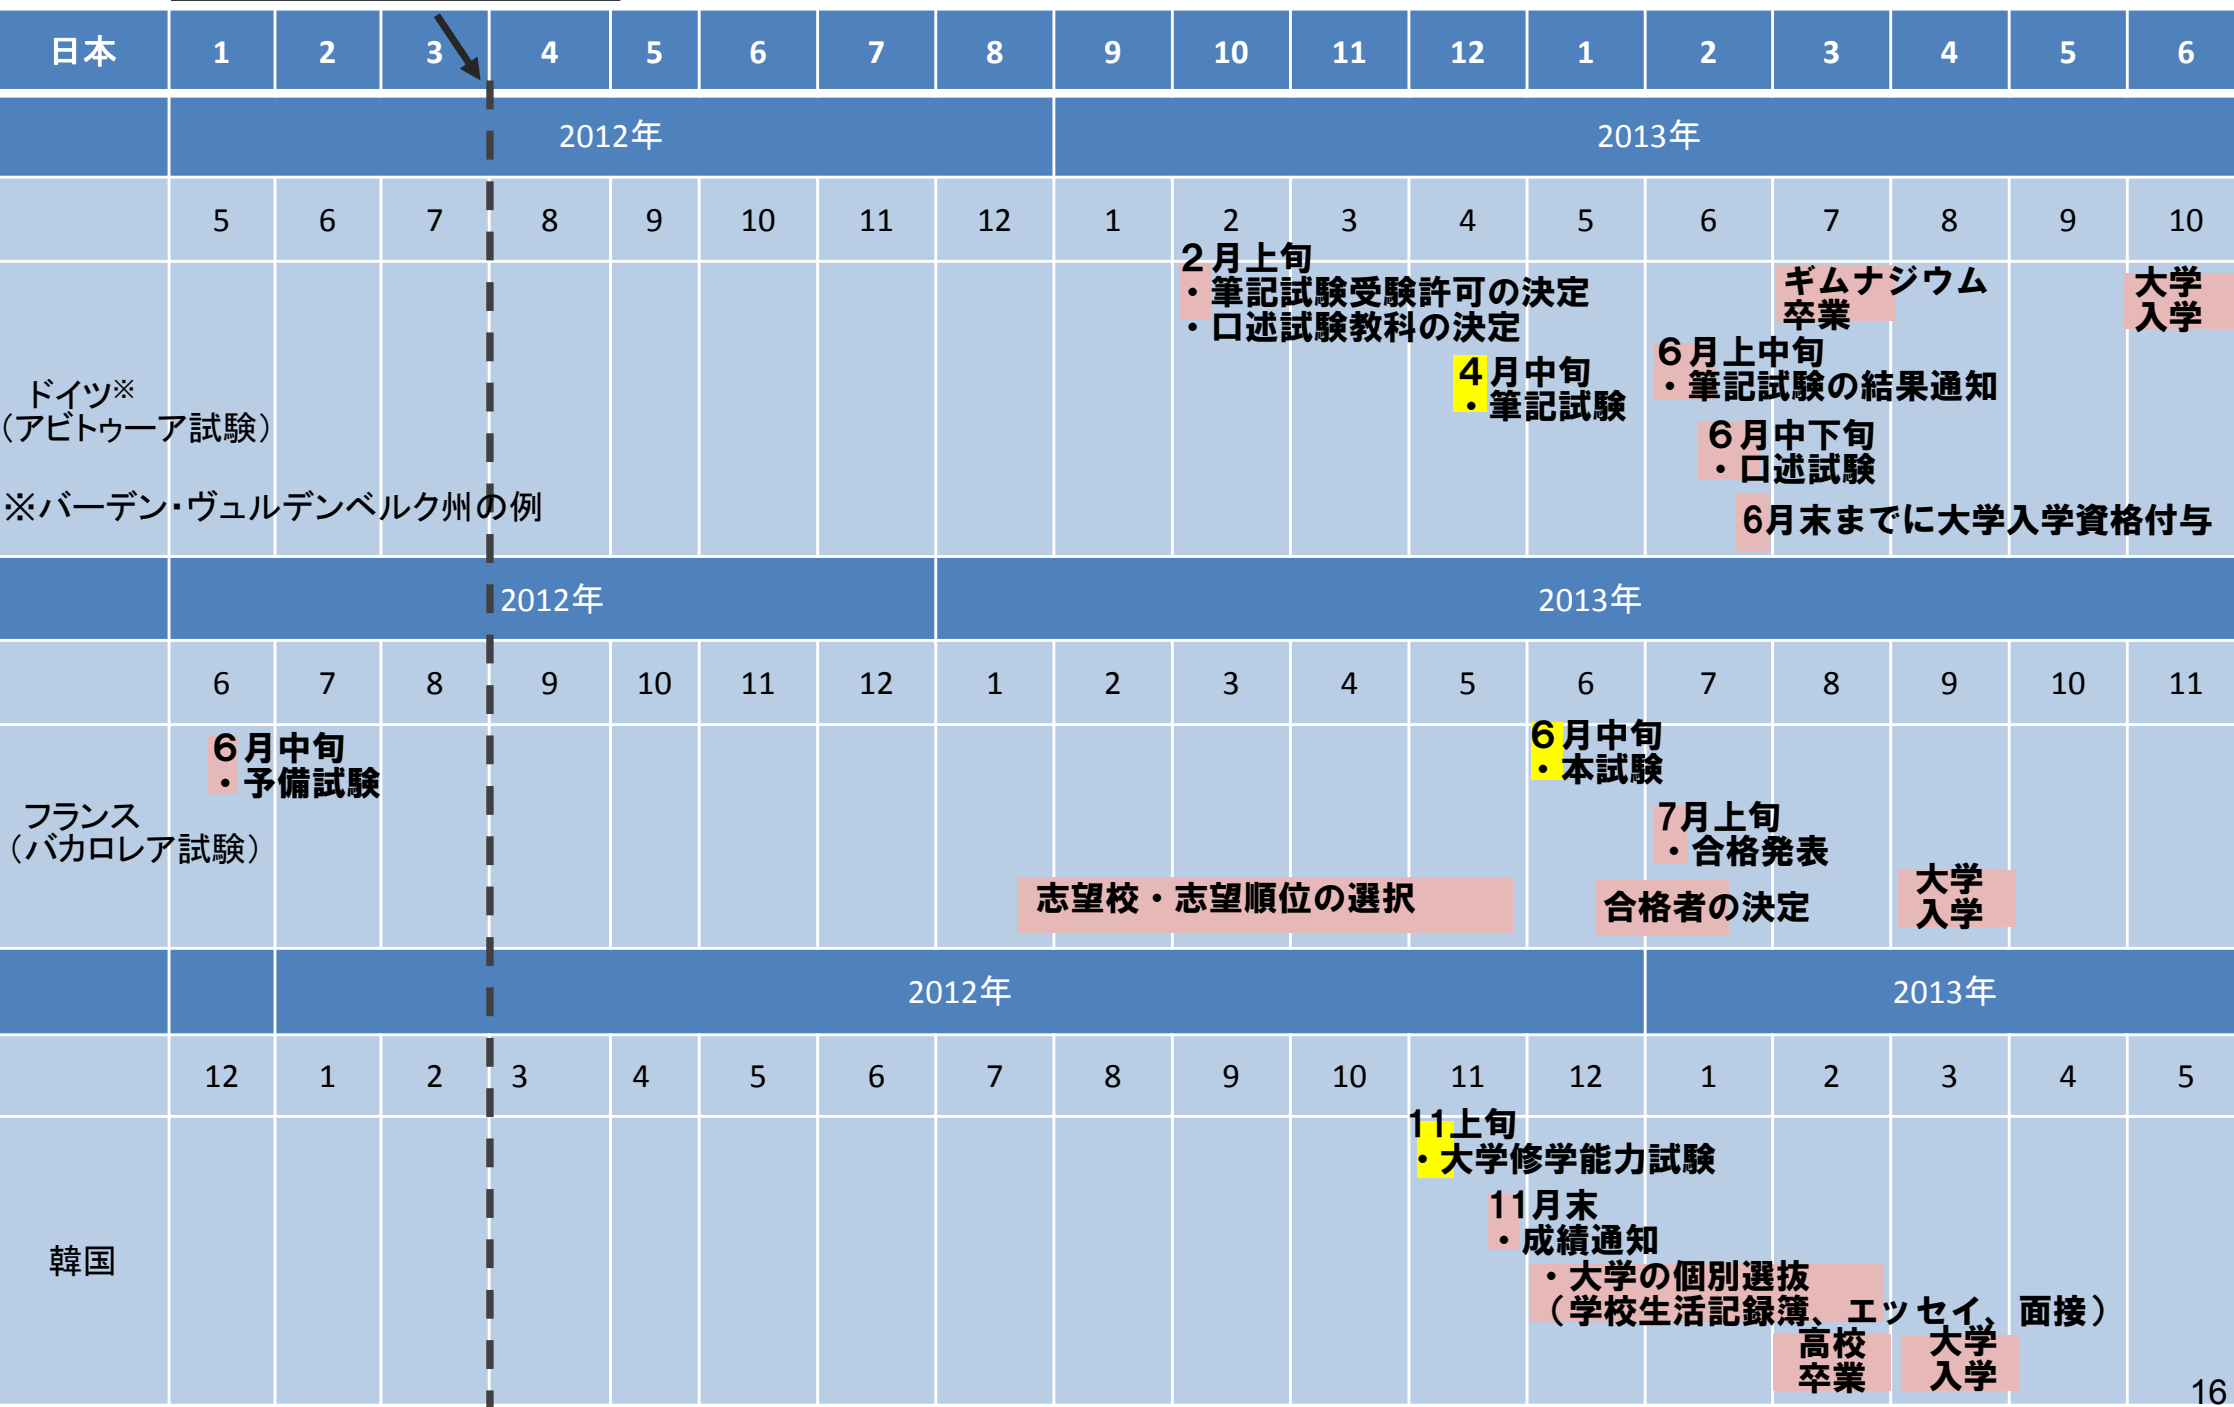 日本 1 2 3 4 5 6 7 8 9 10 11 12 1 2 3 4 5 6
2012年 2013年
5 6 7 8 9 10 11 12 1 2 3 4 5 6 7 8 9 10
ドイツ※
（アビトゥーア試験）
※バーデン・ヴュルデンベルク州の例
２月上旬
・筆記試験受験許可の決定
・口述試験教科の決定
４月中旬
・筆記試験
ギムナジウム
卒業
大学
入学
６月上中旬
・筆記試験の結果通知
６月中下旬
・口述試験
6月末までに大学入学資格付与
2012年 2013年
6 7 8 9 10 11 12 1 2 3 4 5 6 7 8 9 10 11
フランス
（バカロレア試験）
６月中旬
・予備試験
６月中旬
・本試験
7月上旬
・合格発表
志望校・志望順位の選択
合格者の決定
大学
入学
2012年 2013年
12 1 2 3 4 5 6 7 8 9 10 11 12 1 2 3 4 5
韓国
11上旬
・大学修学能力試験
11月末
・成績通知
・大学の個別選抜
（学校生活記録簿、エッセイ、面接）
高校
卒業
大学
入学
16